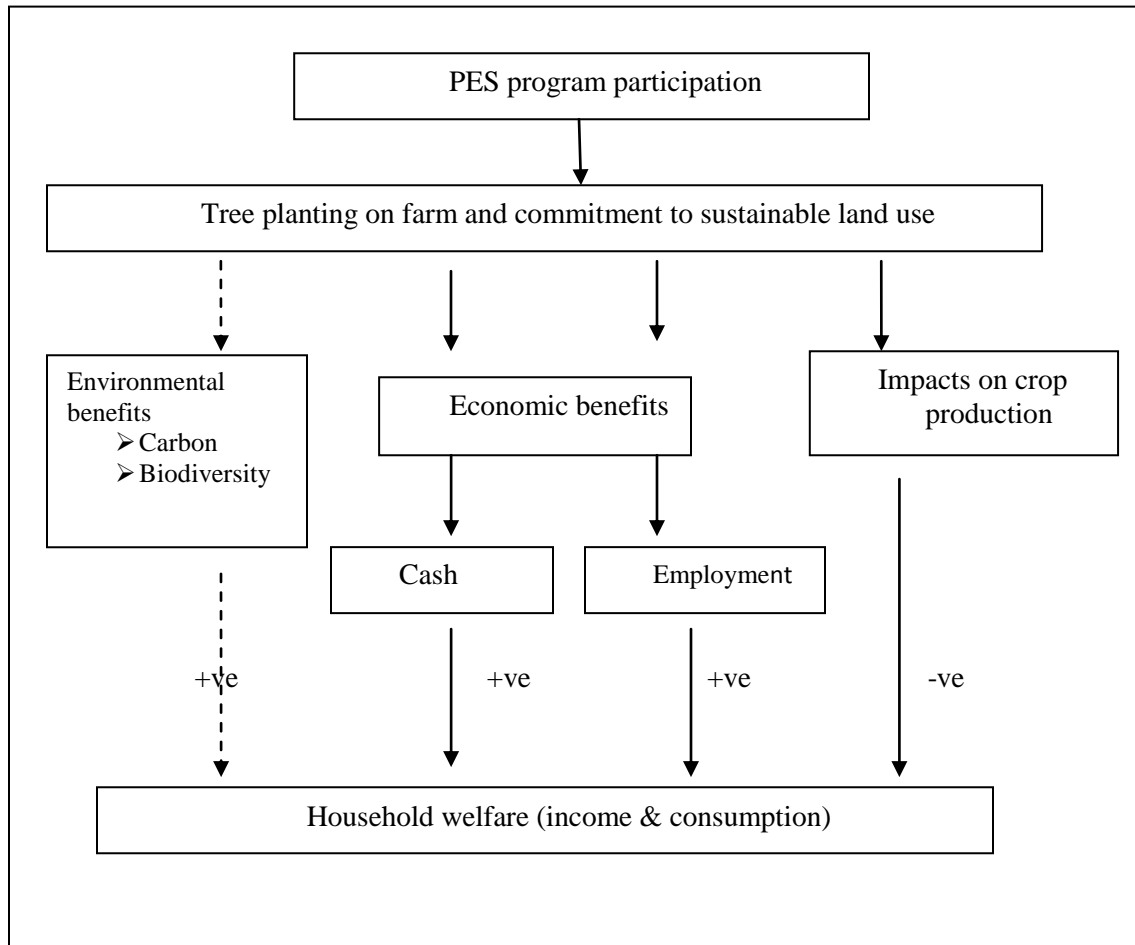 PES program participation
Tree planting on farm and commitment to sustainable land use
Environmental
benefits
➢ Carbon
➢ Biodiversity
Economic benefits
Impacts on crop
production
Cash
Employment
+ve
+ve
+ve
-ve
Household welfare (income & consumption)